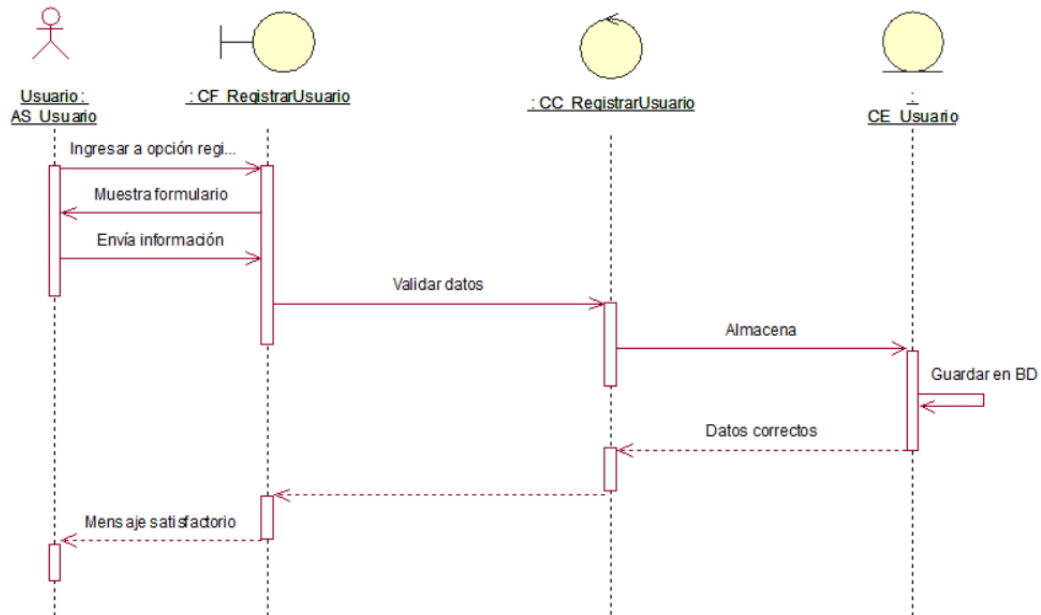 Usuario :
AS_Usuario
: CF_RegistrarUsuario
: CC_RegistrarUsuario
:
CE_Usuario
Ingresar a opción regi...
Muestra formulario
Envía información
Validar datos
Almacena
Guardar en BD
Datos correctos
Mensaje satisfactorio